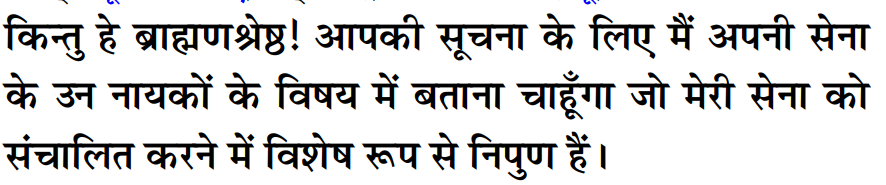 किन्तु हे ब्राह्मणश्रेष्ठ! आपकी सूचना के लिए मैं अपनी सेना
के उन नायकों के विषय में बताना चाहूँगा जो मेरी सेना को
संचालित करने में विशेष रूप से निपुण हैं।